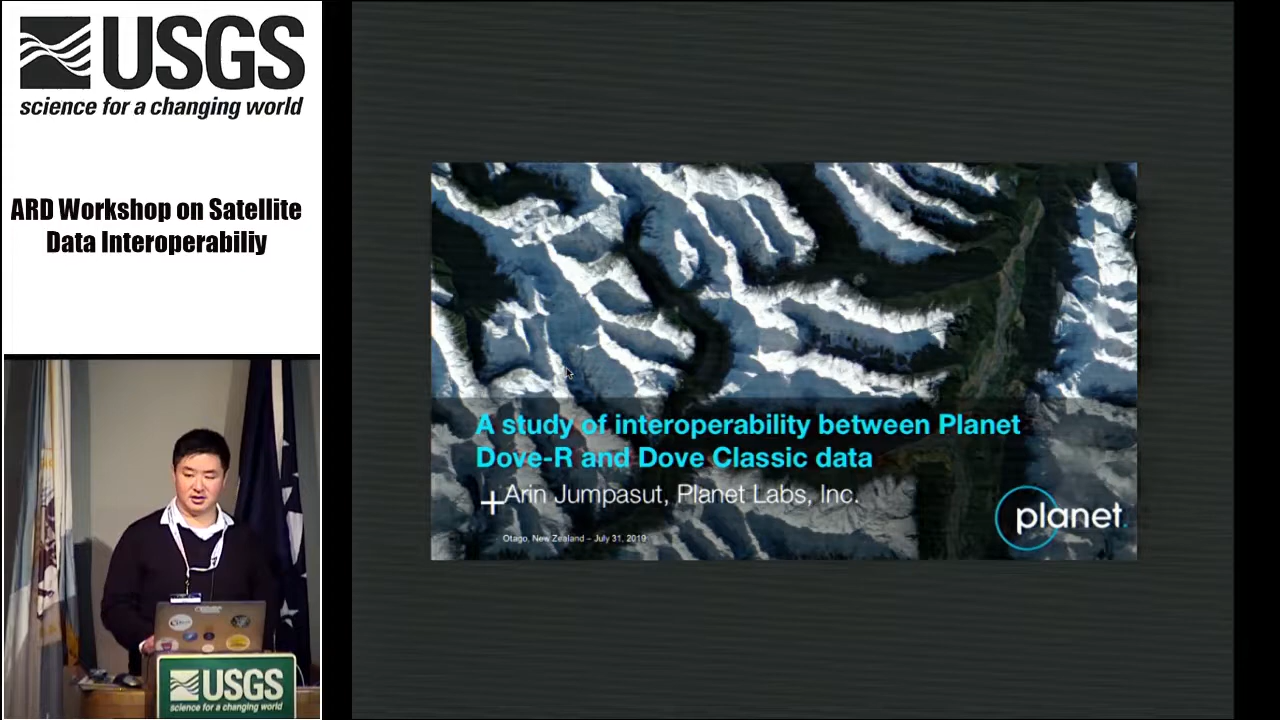 USGS
science for a changing world
ARD Workshop on Satellite
Data Interoperabiliy
A study of interoperability between Planet
Dove-R and Dove Classic data
Arin Jumpasut, Planet Labs, Inc.
planet.
Otago, New Zealand – July 31, 2019
USGS
science for a changing world